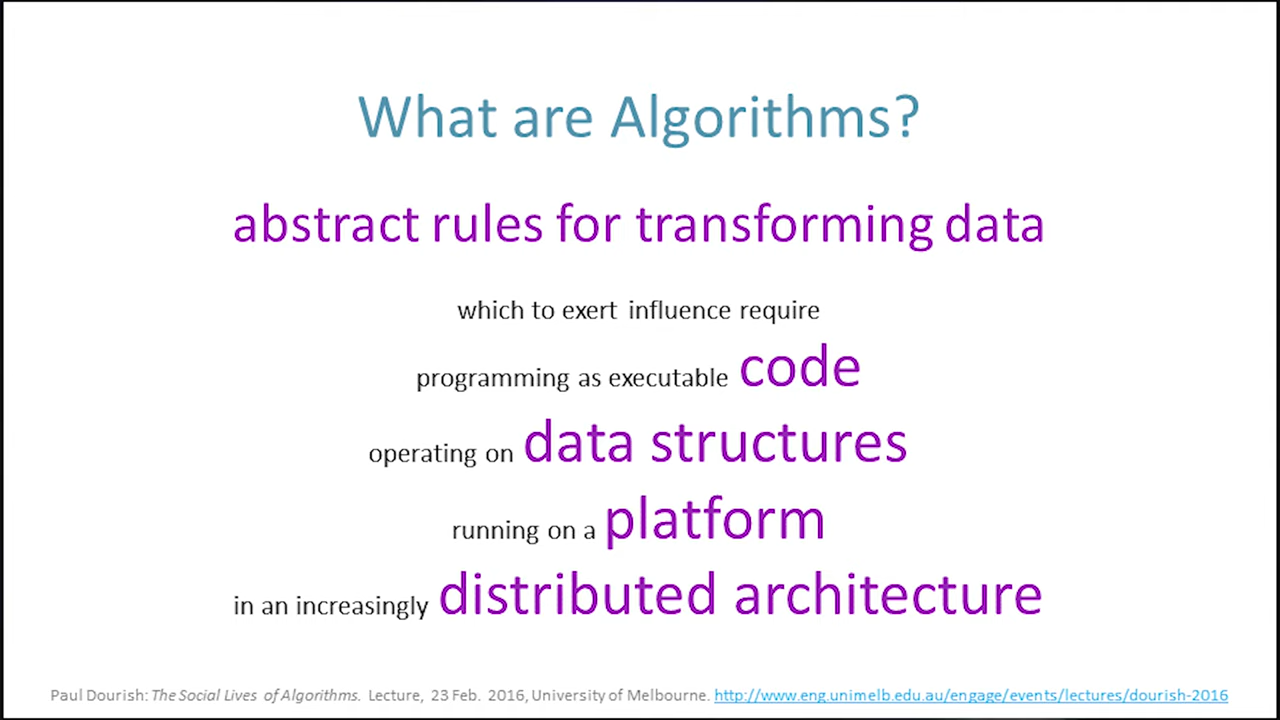 What are Algorithms?
abstract rules for transforming data
which to exert influence require
programming as executable code
operating on data structures
running on a platform
in an increasingly distributed architecture
Paul Dourish: The Social Lives of Algorithms. Lecture, 23 Feb. 2016, University of Melbourne. http://www.eng.unimelb.edu.au/engage/events/lectures/dourish-2016